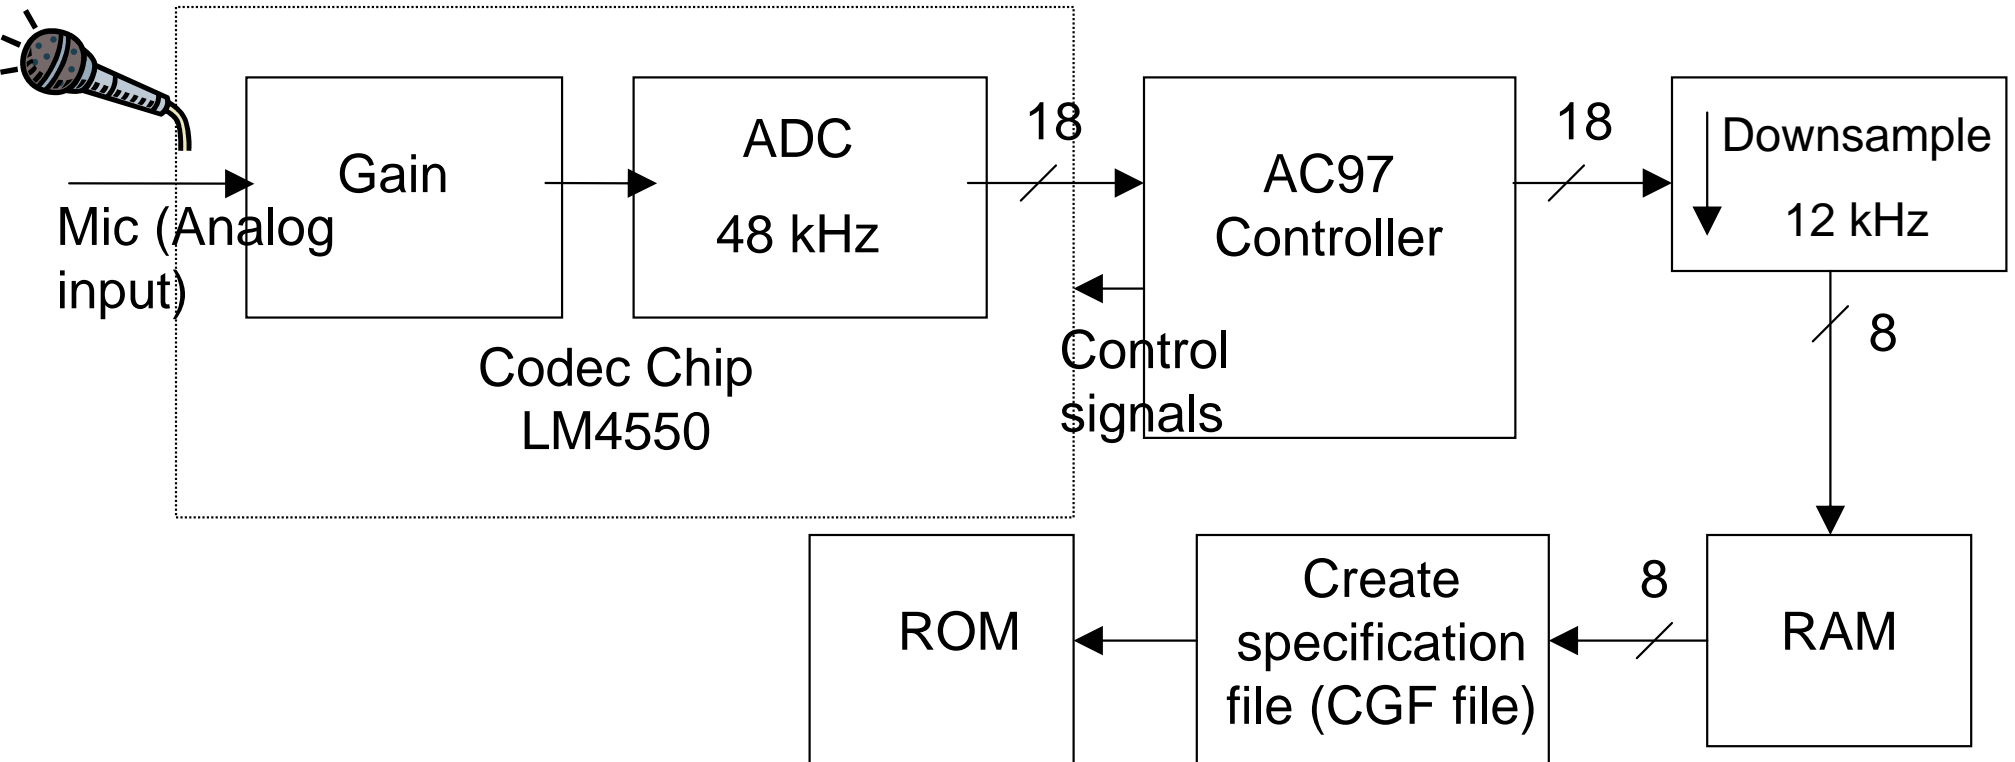 Mic (Analog
input)
Gain
ADC
48 kHz
Codec Chip
LM4550
18
AC97
Controller
Control
signals
18
Downsample
12 kHz
8
RAM
8
Create
specification
file (CGF file)
ROM